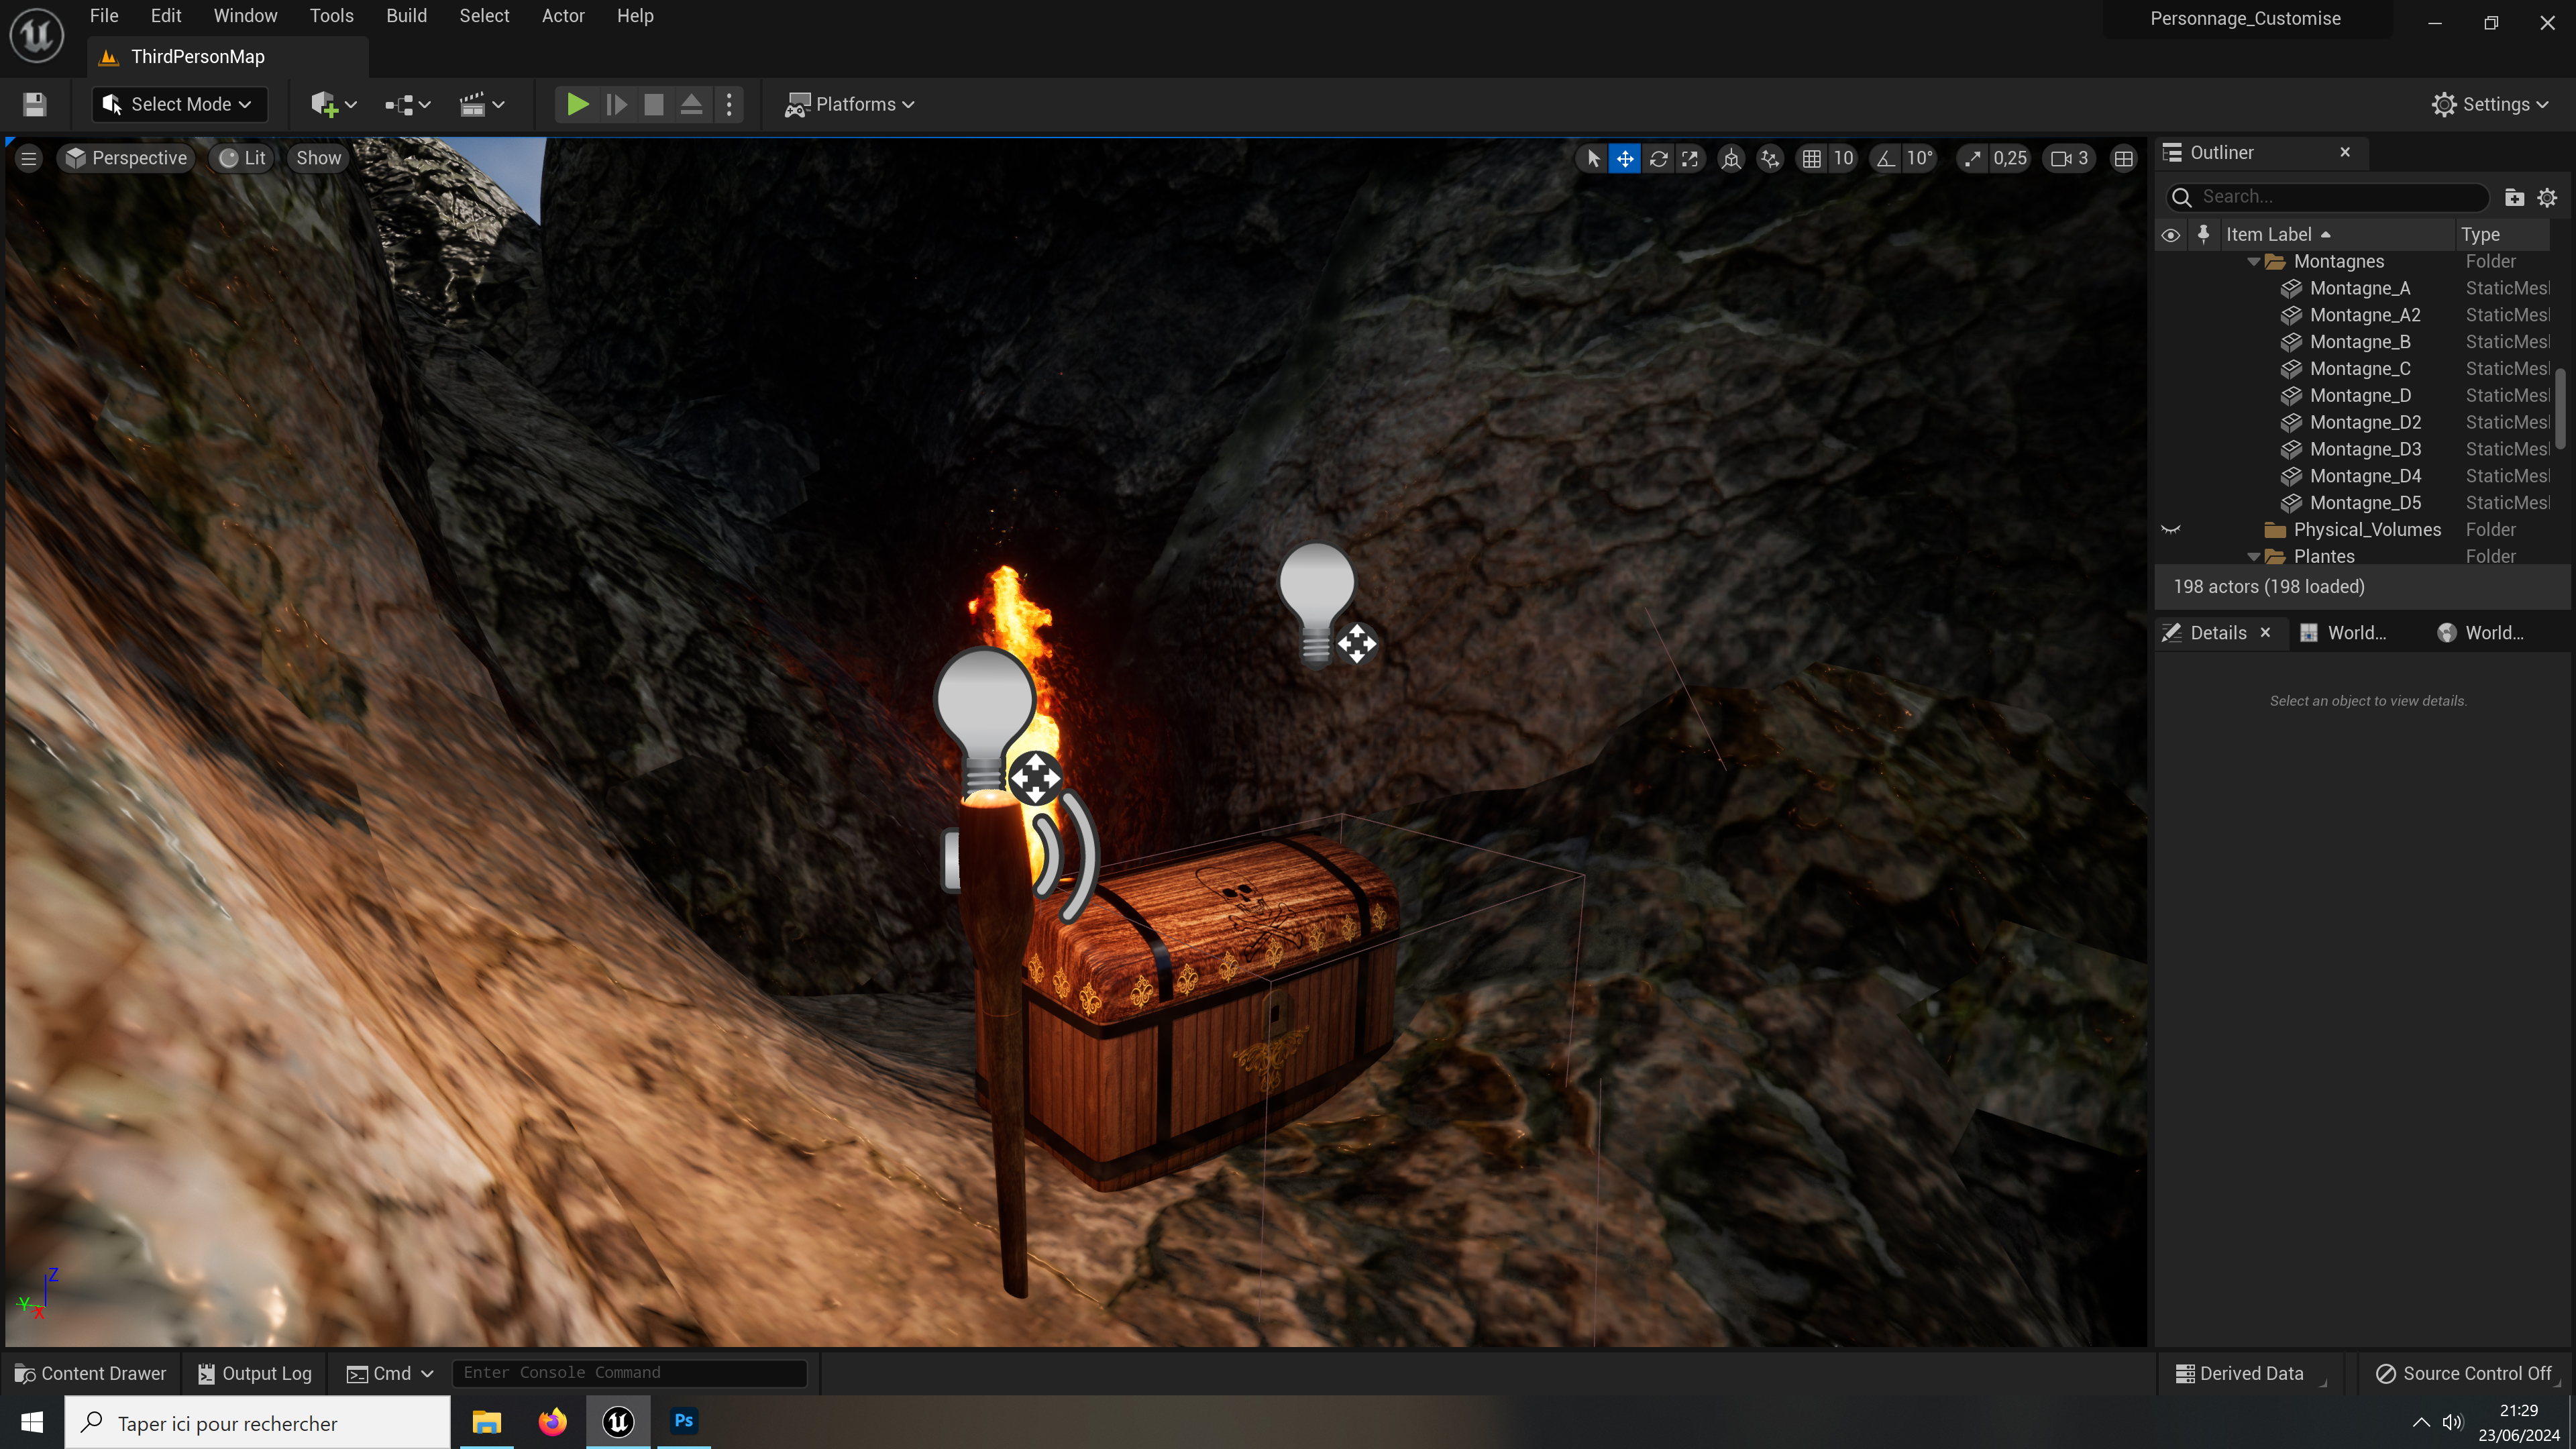 File Edit Window Tools Build Select Actor Help
Personnage_Customise
ThirdPersonMap
Select Mode
Platforms
Settings
Perspective Lit Show
10 10° 0,25 3
Outliner
Search...
Item Label Type
Montagnes Folder
Montagne_A StaticMesl
Montagne_A2 StaticMesl
Montagne_B StaticMesl
Montagne_C StaticMesl
Montagne_D StaticMesl
Montagne_D2 StaticMesl
Montagne_D3 StaticMesl
Montagne_D4 StaticMesl
Montagne_D5 StaticMesl
Physical_Volumes Folder
Plantes Folder
198 actors (198 loaded)
Details World... World...
Select an object to view details.
Z
Y
X
Content Drawer Output Log Cmd Enter Console Command Derived Data Source Control Off
Taper ici pour rechercher
Ps
21:29
23/06/2024